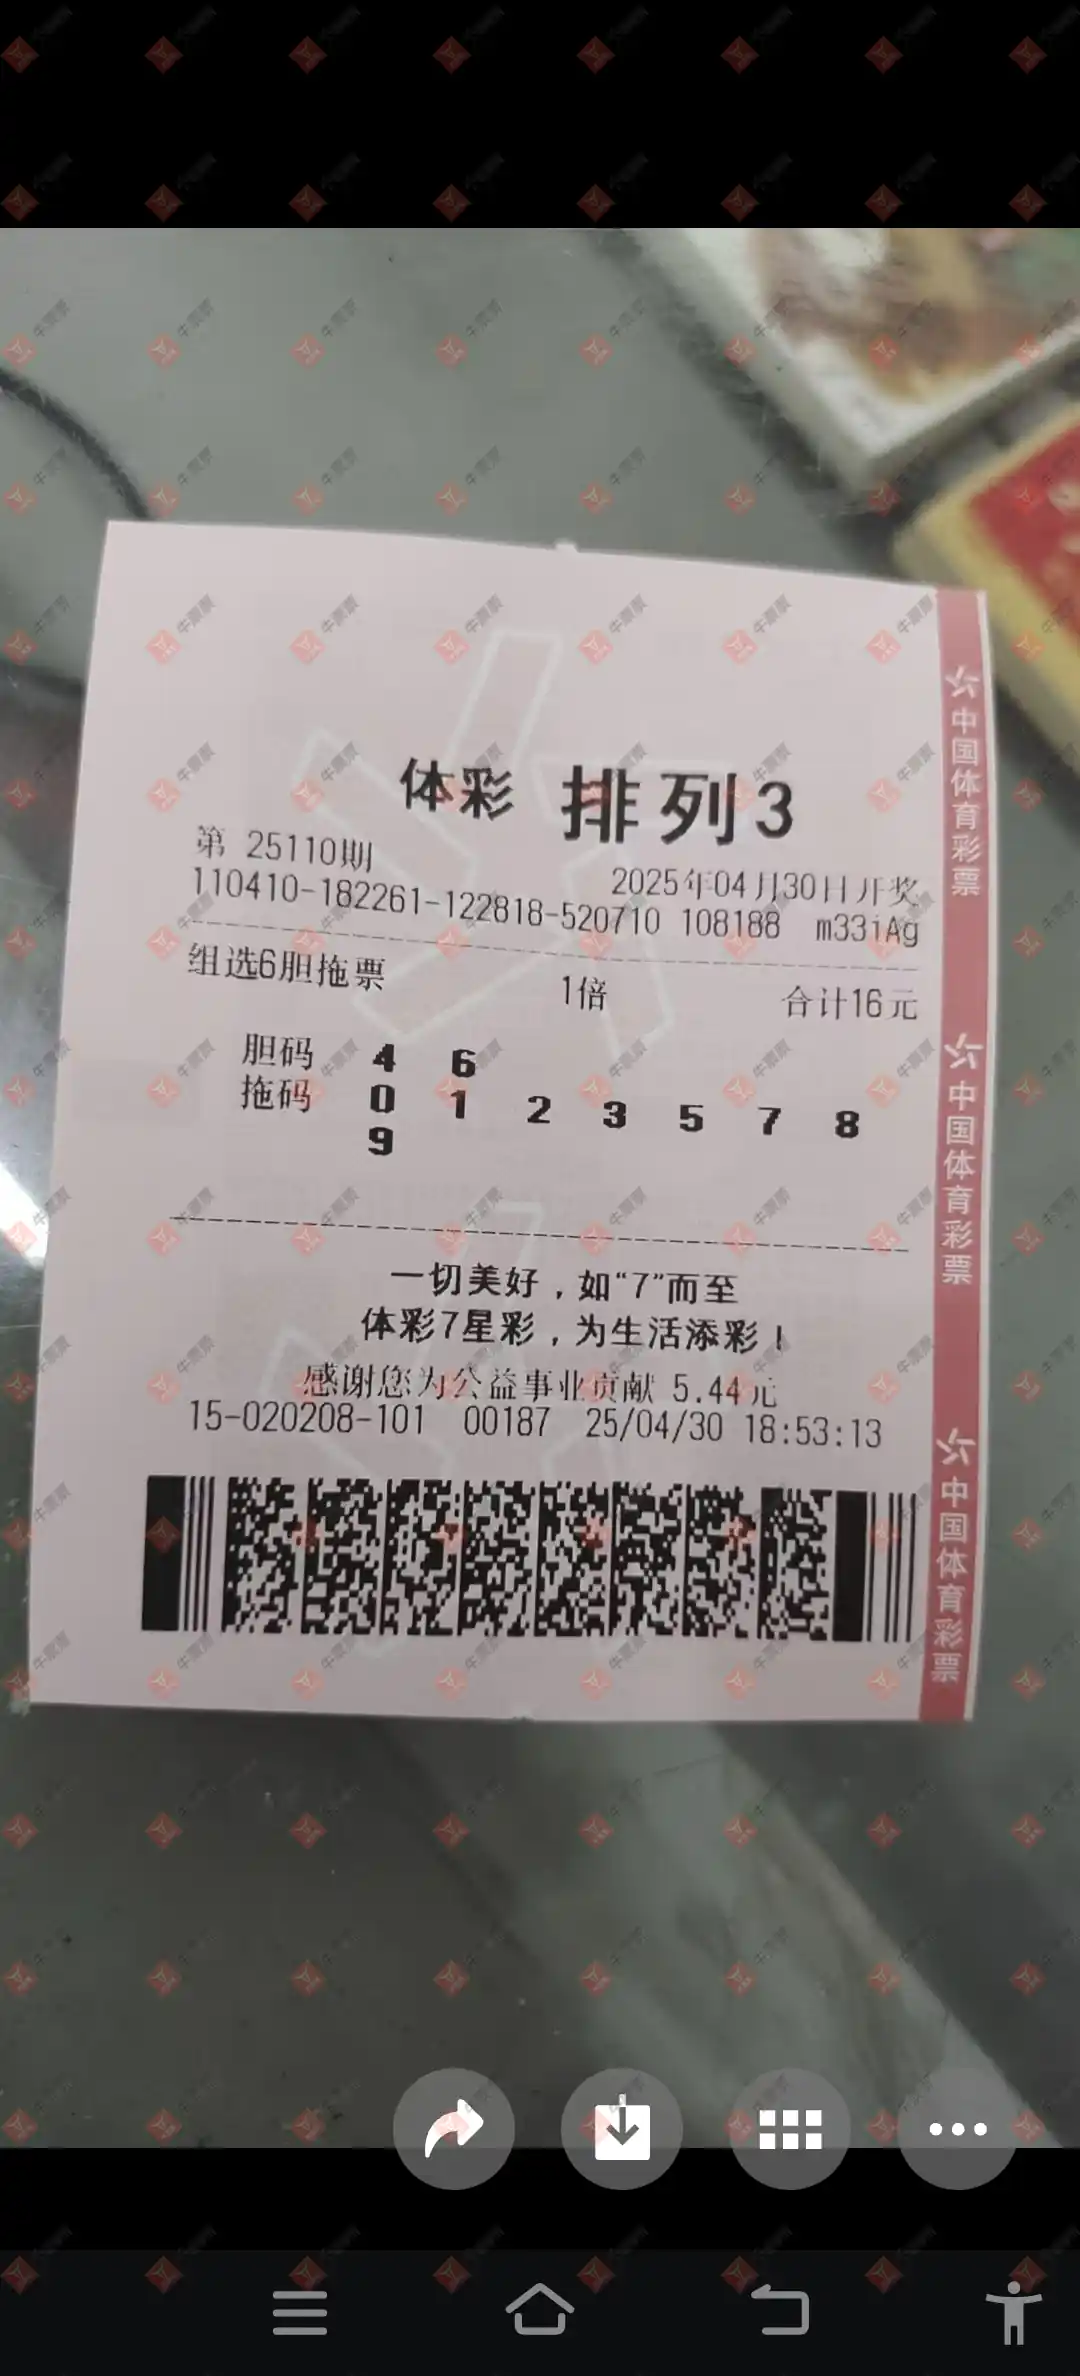 体彩 排列3
第 25110期
2025年04月30日开奖
110410-182261-122818-520710 108188 m33iAg
组选6胆拖票 1倍 合计16元
胆码 4 6
拖码 0 1 2 3 5 7 8
9
一切美好，如“7”而至
体彩7星彩，为生活添彩！
感谢您为公益事业贡献 5.44元
15-020208-101 00187 25/04/30 18:53:13
中国体育彩票
中国体育彩票
中国体育彩票